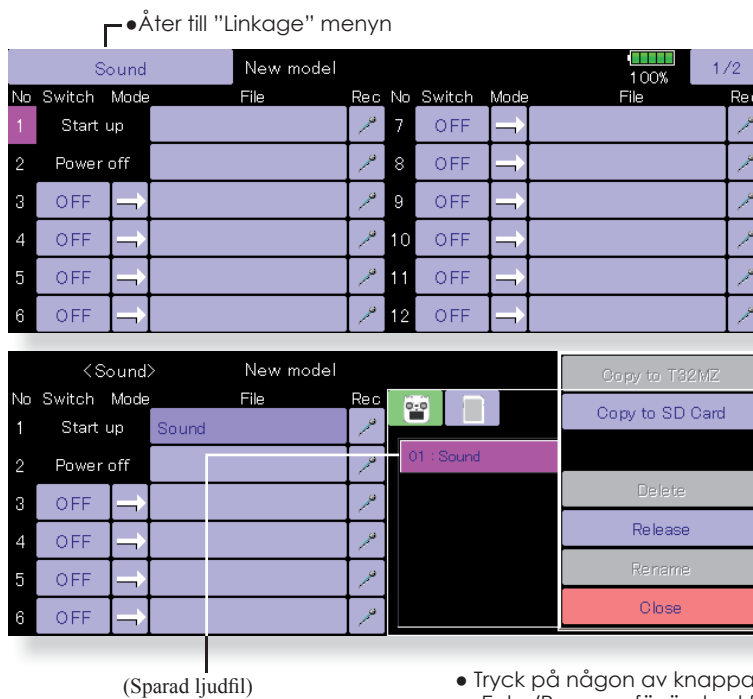 ●Åter till ”Linkage” menyn
Sound New model 100% 1/2
No Switch Mode File Rec No Switch Mode File Rec
1 Start up 7 OFF
2 Power off 8 OFF
3 OFF 9 OFF
4 OFF 10 OFF
5 OFF 11 OFF
6 OFF 12 OFF
<Sound> New model Copy to T32MZ
No Switch Mode File Rec Copy to SD Card
1 Start up Sound
2 Power off 01 : Sound
3 OFF Delete
4 OFF Release
5 OFF Rename
6 OFF Close
(Sparad ljudfil)
● Tryck på någon av